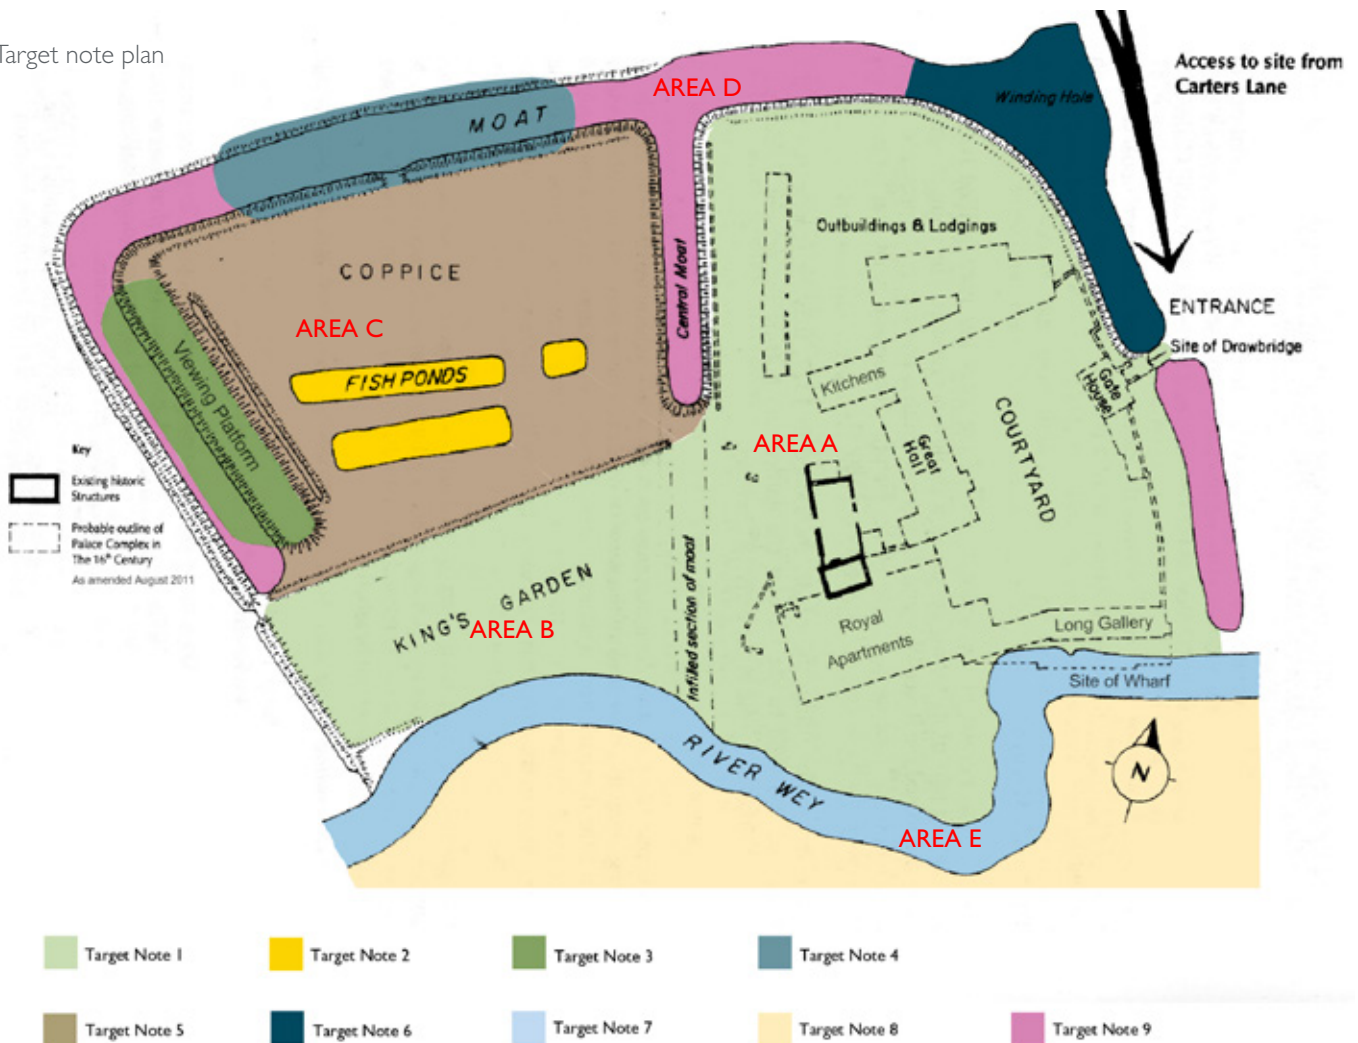 Target note plan
Access to site from
Carters Lane
AREA D
Winding Hole
MOAT
Outbuildings & Lodgings
COPPICE
Central Moat
ENTRANCE
AREA C
Site of Drawbridge
Viewing Platform
FISH PONDS
Kitchens
Gate
House
COURTYARD
AREA A
Great
Hall
Key
Existing historic
Structures
Probable outline of
Palace Complex in
The 16th Century
As amended August 2011
KING'S GARDEN
AREA B
Infilled section of moat
Royal
Apartments
Long Gallery
Site of Wharf
RIVER WEY
N
AREA E
Target Note 1
Target Note 2
Target Note 3
Target Note 4
Target Note 5
Target Note 6
Target Note 7
Target Note 8
Target Note 9